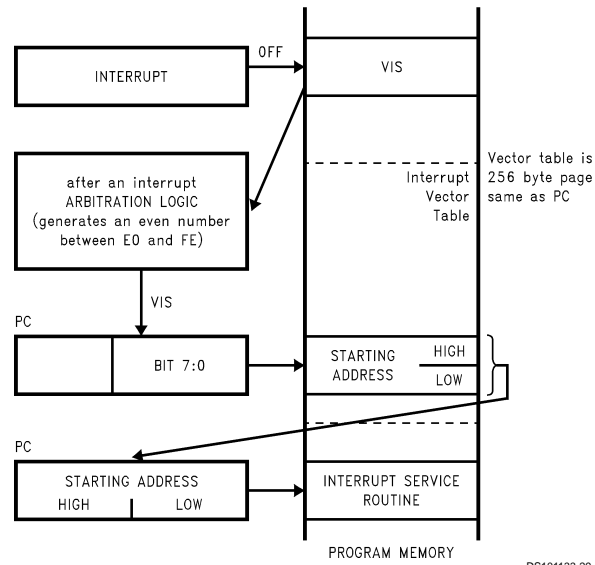 INTERRUPT
OFF
VIS
after an interrupt
ARBITRATION LOGIC
(generates an even number
between E0 and FE)
Interrupt
Vector
Table
Vector table is
256 byte page
same as PC
VIS
PC
BIT 7:0
STARTING
ADDRESS
HIGH
LOW
PC
STARTING ADDRESS
HIGH
LOW
INTERRUPT SERVICE
ROUTINE
PROGRAM MEMORY